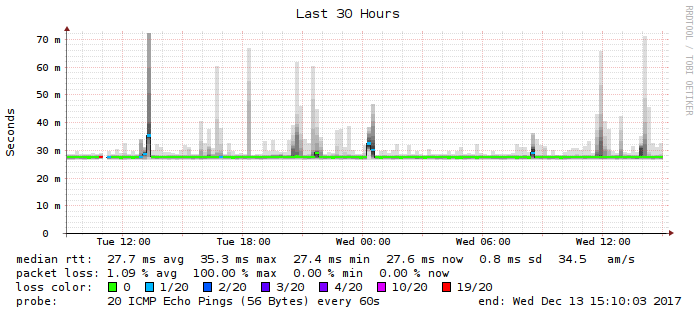 Last 30 Hours
RRDTOOL / TOBI OETIKER
Seconds
70 m
60 m
50 m
40 m
30 m
20 m
10 m
0
Tue 12:00 Tue 18:00 Wed 00:00 Wed 06:00 Wed 12:00
median rtt: 27.7 ms avg 35.3 ms max 27.4 ms min 27.6 ms now 0.8 ms sd 34.5 am/s
packet loss: 1.09 % avg 100.00 % max 0.00 % min 0.00 % now
loss color: 0 1/20 2/20 3/20 4/20 10/20 19/20
probe: 20 ICMP Echo Pings (56 Bytes) every 60s end: Wed Dec 13 15:10:03 2017